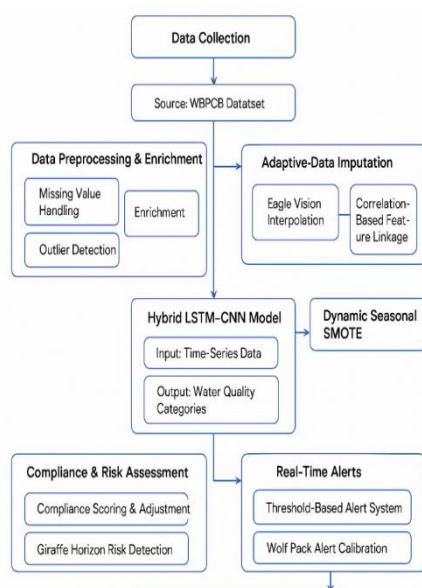 Data Collection
Source: WBPCB Datatset
Data Preprocessing & Enrichment
Missing Value
Handling
Enrichment
Outlier Detection
Adaptive-Data Imputation
Eagle Vision
Interpolation
Correlation-
Based Feat-
ure Linkage
Hybrid LSTM–CNN Model
Input: Time-Series Data
Output: Water Quality
Categories
Dynamic Seasonal
SMOTE
Compliance & Risk Assessment
Compliance Scoring & Adjustment
Giraffe Horizon Risk Detection
Real-Time Alerts
Threshold-Based Alert System
Wolf Pack Alert Calibration